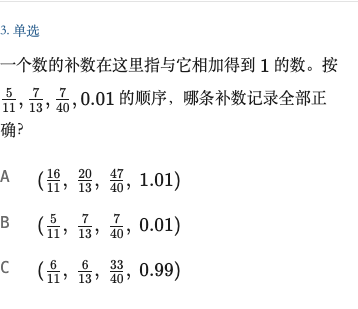 3. 单选
一个数的补数在这里指与它相加得到 1 的数。按
5/11, 7/13, 7/40, 0.01 的顺序，哪条补数记录全部正
确?
A (16/11, 20/13, 47/40, 1.01)
B (5/11, 7/13, 7/40, 0.01)
C (6/11, 6/13, 33/40, 0.99)